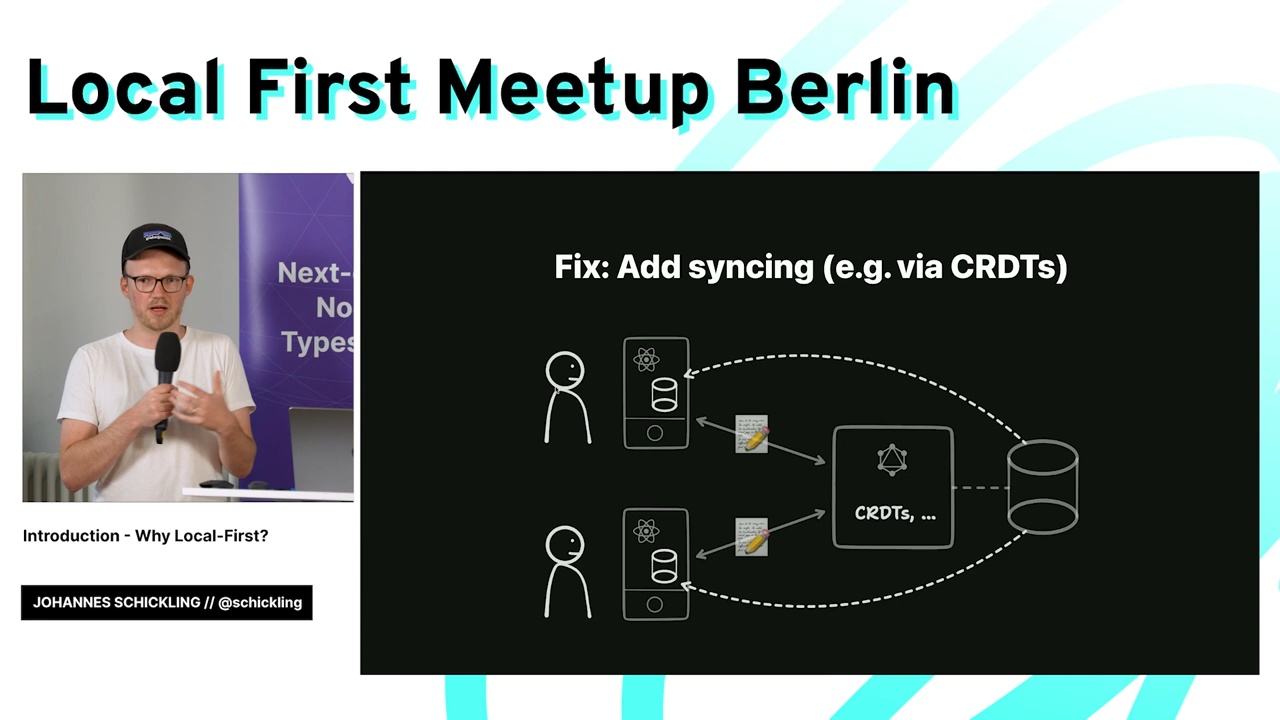 Local First Meetup Berlin
Next-
No
Types
Introduction - Why Local-First?
JOHANNES SCHICKLING // @schickling
Fix: Add syncing (e.g. via CRDTs)
CRDTs, ...